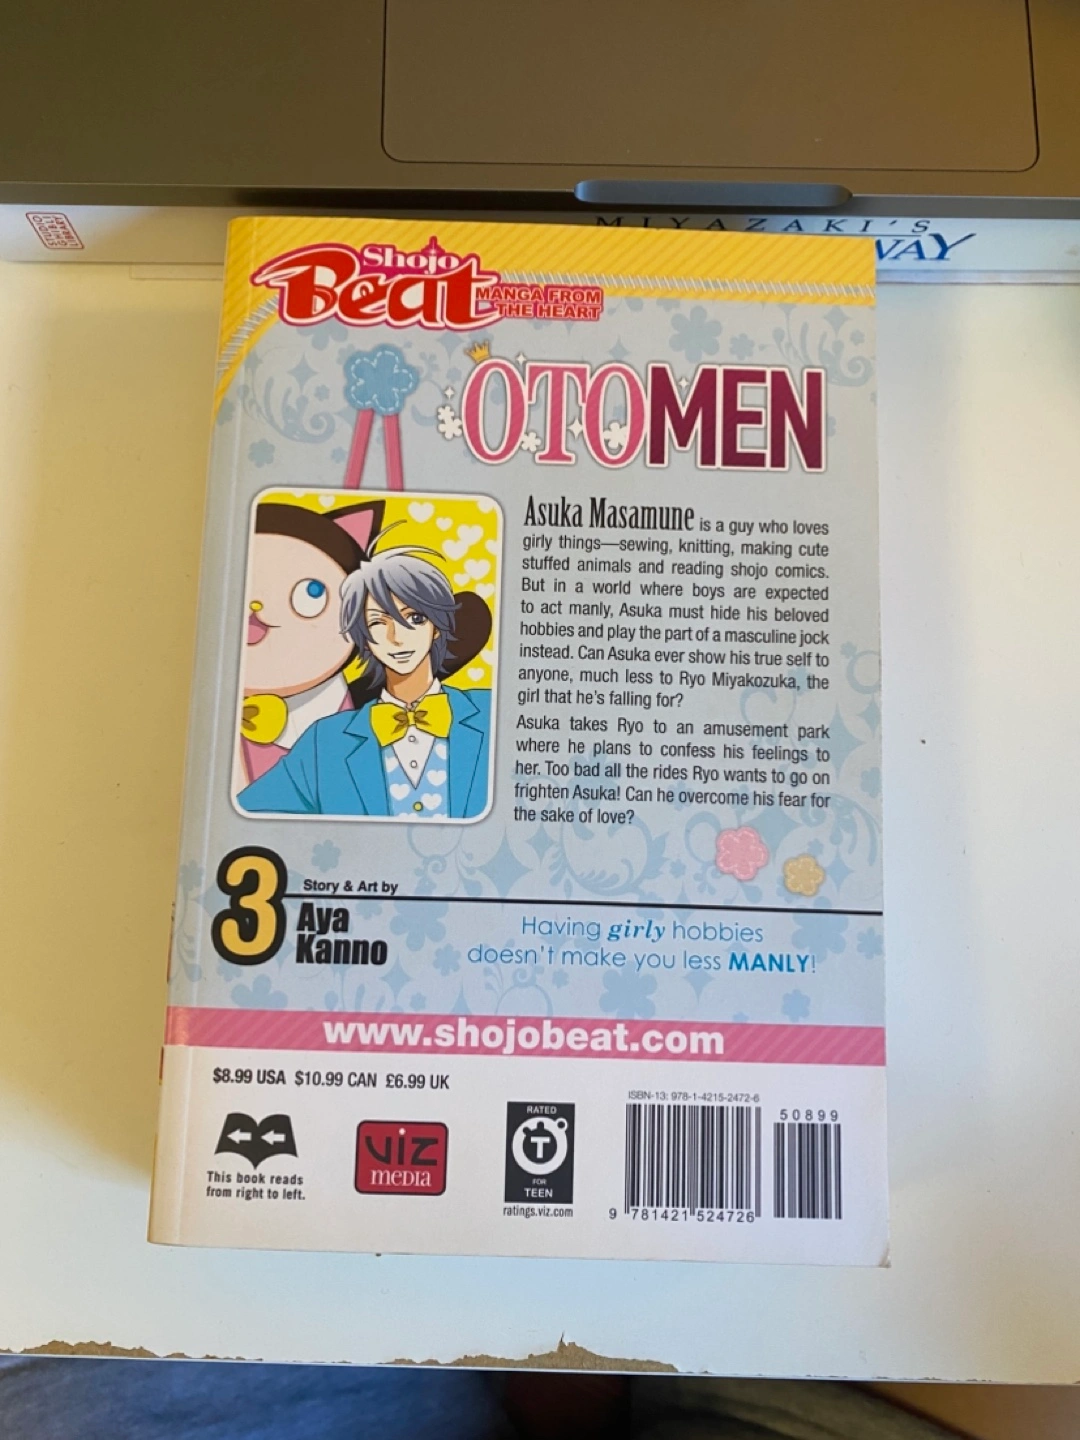 STUDIO
GHIBLI
LIBRARY
MIYAZAKI'S
WAY
Shojo
Beat
MANGA FROM
THE HEART
OTOMEN
Asuka Masamune is a guy who loves
girly things—sewing, knitting, making cute
stuffed animals and reading shojo comics.
But in a world where boys are expected
to act manly, Asuka must hide his beloved
hobbies and play the part of a masculine jock
instead. Can Asuka ever show his true self to
anyone, much less to Ryo Miyakozuka, the
girl that he's falling for?
Asuka takes Ryo to an amusement park
where he plans to confess his feelings to
her. Too bad all the rides Ryo wants to go on
frighten Asuka! Can he overcome his fear for
the sake of love?
3
Story & Art by
Aya
Kanno
Having girly hobbies
doesn't make you less MANLY!
www.shojobeat.com
$8.99 USA $10.99 CAN £6.99 UK
This book reads
from right to left.
VIZ
MEDIA
RATED
T
FOR
TEEN
ratings.viz.com
ISBN-13: 978-1-4215-2472-6
50899
9 781421 524726